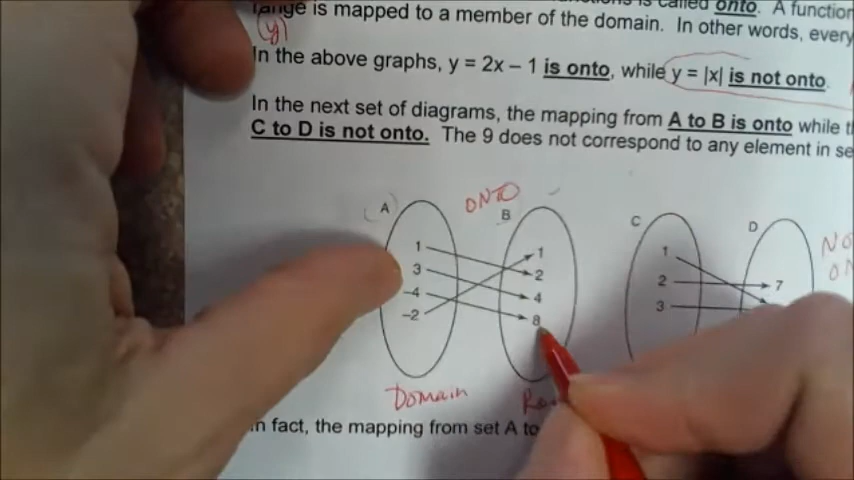 range is mapped to a member of the domain. In other words, every
(y)
In the above graphs, y = 2x – 1 is onto, while y = |x| is not onto.
In the next set of diagrams, the mapping from A to B is onto while
C to D is not onto. The 9 does not correspond to any element in se
A ONTO B C D
1 1 1
3 2 2 7
-4 4 3
-2 8
Domain
In fact, the mapping from set A to